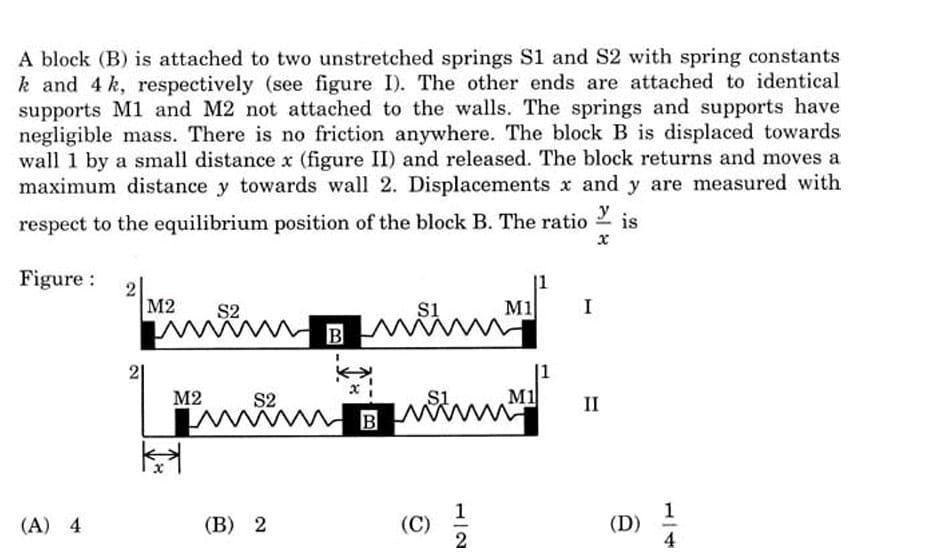 A block (B) is attached to two unstretched springs S1 and S2 with spring constants
k and 4 k, respectively (see figure I). The other ends are attached to identical
supports M1 and M2 not attached to the walls. The springs and supports have
negligible mass. There is no friction anywhere. The block B is displaced towards
wall 1 by a small distance x (figure II) and released. The block returns and moves a
maximum distance y towards wall 2. Displacements x and y are measured with
respect to the equilibrium position of the block B. The ratio y/x is
Figure :
2 M2 S2 B S1 M1 1 I
x
2 M2 S2 B S1 M1 1 II
x
(A) 4 (B) 2 (C) 1/2 (D) 1/4